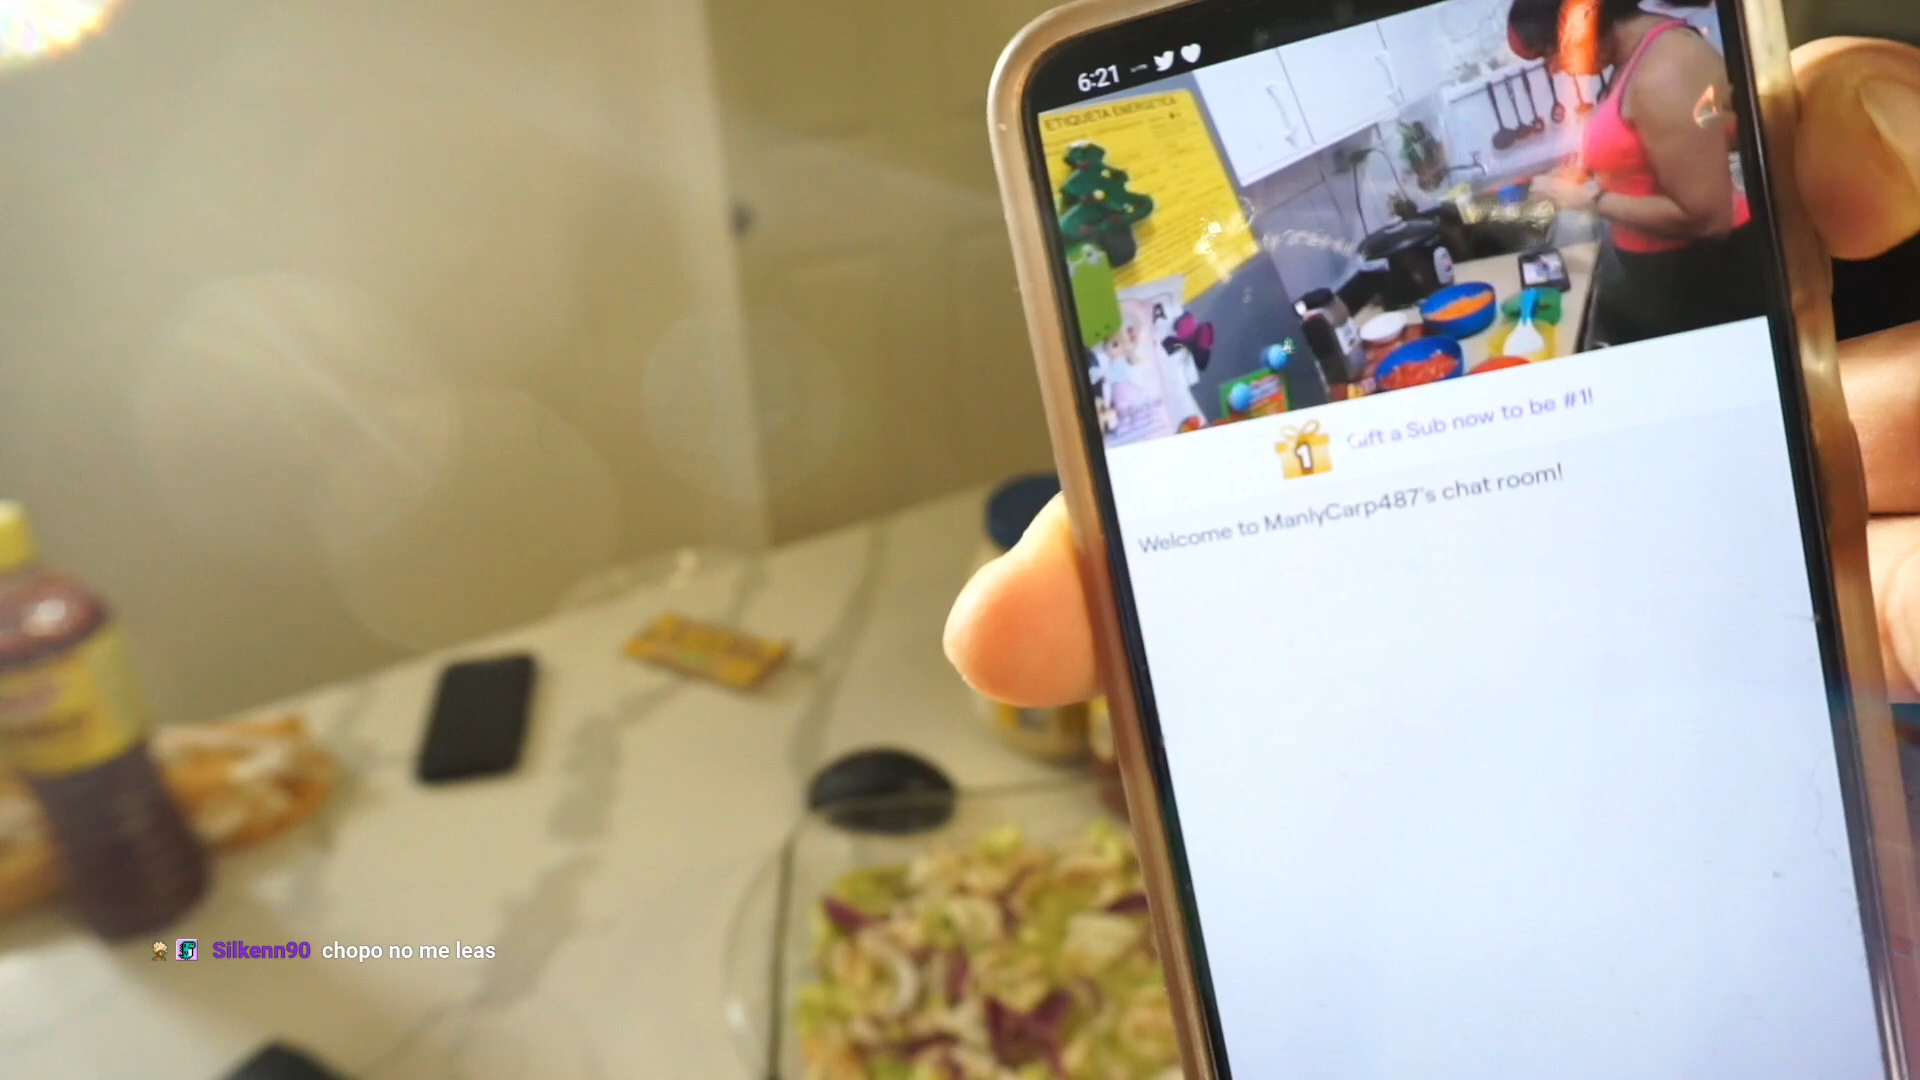 6:21
ETIQUETA ENERGETICA
A
1
Gift a Sub now to be #1!
Welcome to ManlyCarp487's chat room!
Silkenn90 chopo no me leas